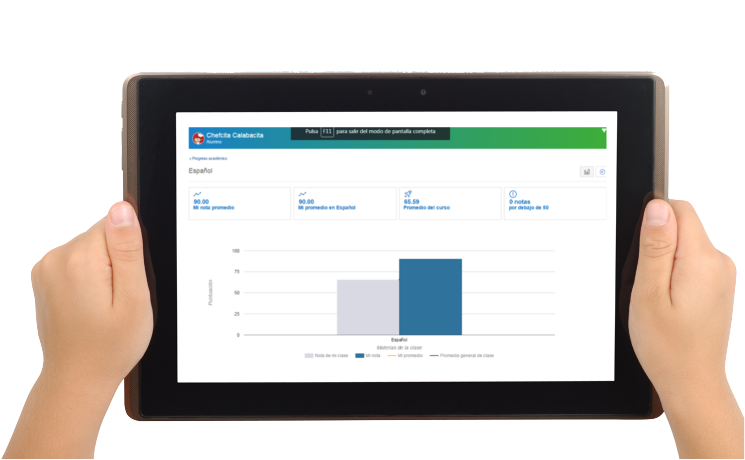 Cheftita Calabacita
Alumno
Pulsa F11 para salir del modo de pantalla completa
< Progreso académico
Español
90.00
Mi nota promedio
90.00
Mi promedio en Español
65.59
Promedio del curso
0 notas
por debajo de 50
100
75
50
25
0
Puntuación
Español
Materias de la clase
Nota de mi clase Mi nota Mi promedio Promedio general de clase